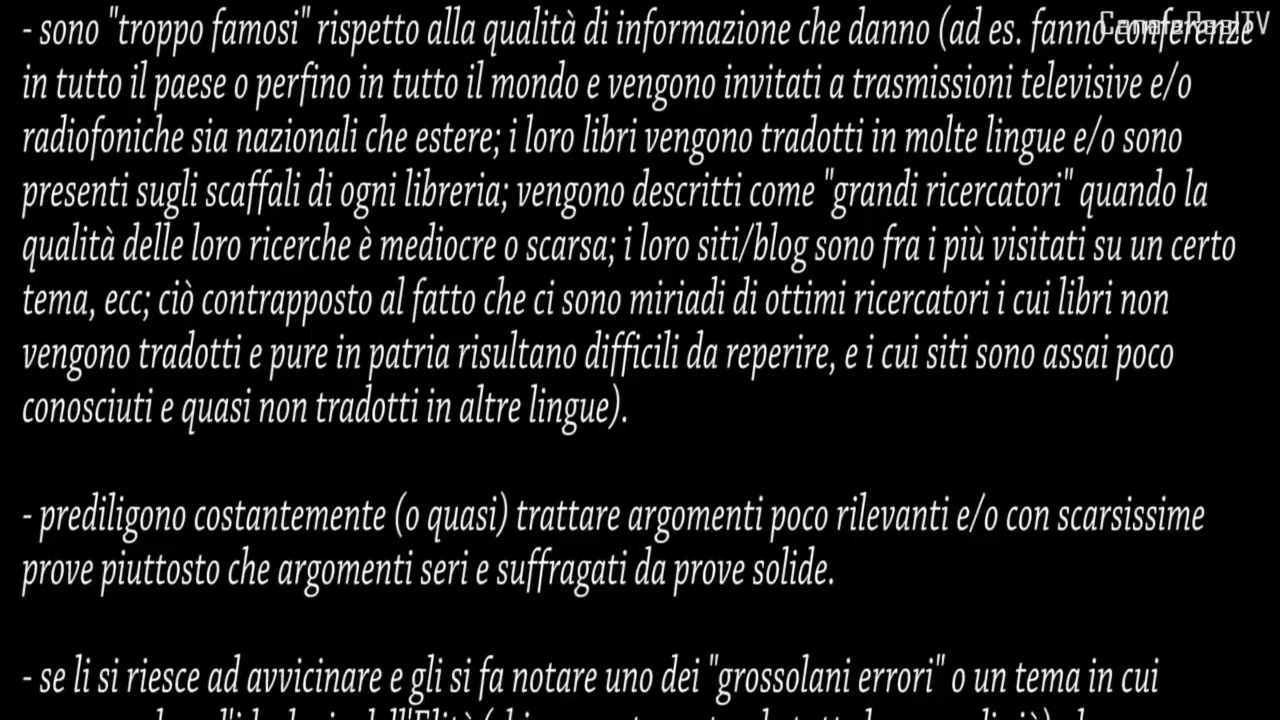 - sono "troppo famosi" rispetto alla qualità di informazione che danno (ad es. fanno conferenze
in tutto il paese o perfino in tutto il mondo e vengono invitati a trasmissioni televisive e/o
radiofoniche sia nazionali che estere; i loro libri vengono tradotti in molte lingue e/o sono
presenti sugli scaffali di ogni libreria; vengono descritti come "grandi ricercatori" quando la
qualità delle loro ricerche è mediocre o scarsa; i loro siti/blog sono fra i più visitati su un certo
tema, ecc; ciò contrapposto al fatto che ci sono miriadi di ottimi ricercatori i cui libri non
vengono tradotti e pure in patria risultano difficili da reperire, e i cui siti sono assai poco
conosciuti e quasi non tradotti in altre lingue).
- prediligono costantemente (o quasi) trattare argomenti poco rilevanti e/o con scarsissime
prove piuttosto che argomenti seri e suffragati da prove solide.
- se li si riesce ad avvicinare e gli si fa notare uno dei "grossolani errori" o un tema in cui